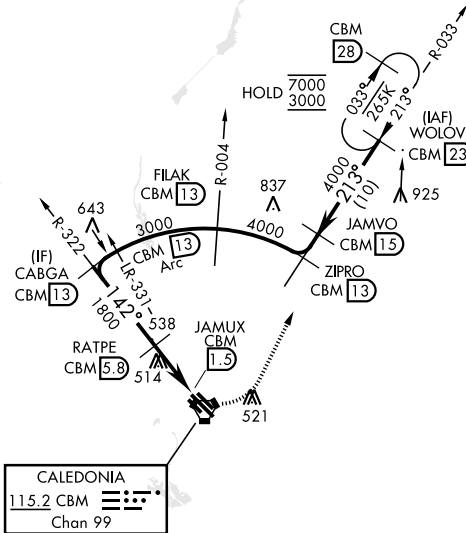 CBM
28
R-033
HOLD 7000
3000
033°
265K
213°
(IAF)
WOLOV
CBM 23
925
4000
213°
(10)
R-004
FILAK
CBM 13
837
JAMVO
CBM 15
643
3000
4000
CBM 13
Arc
ZIPRO
CBM 13
R-322
LR-331
(IF)
CABGA
CBM 13
142°
1800
538
JAMUX
CBM
1.5
RATPE
CBM 5.8
514
521
CALEDONIA
115.2 CBM
Chan 99